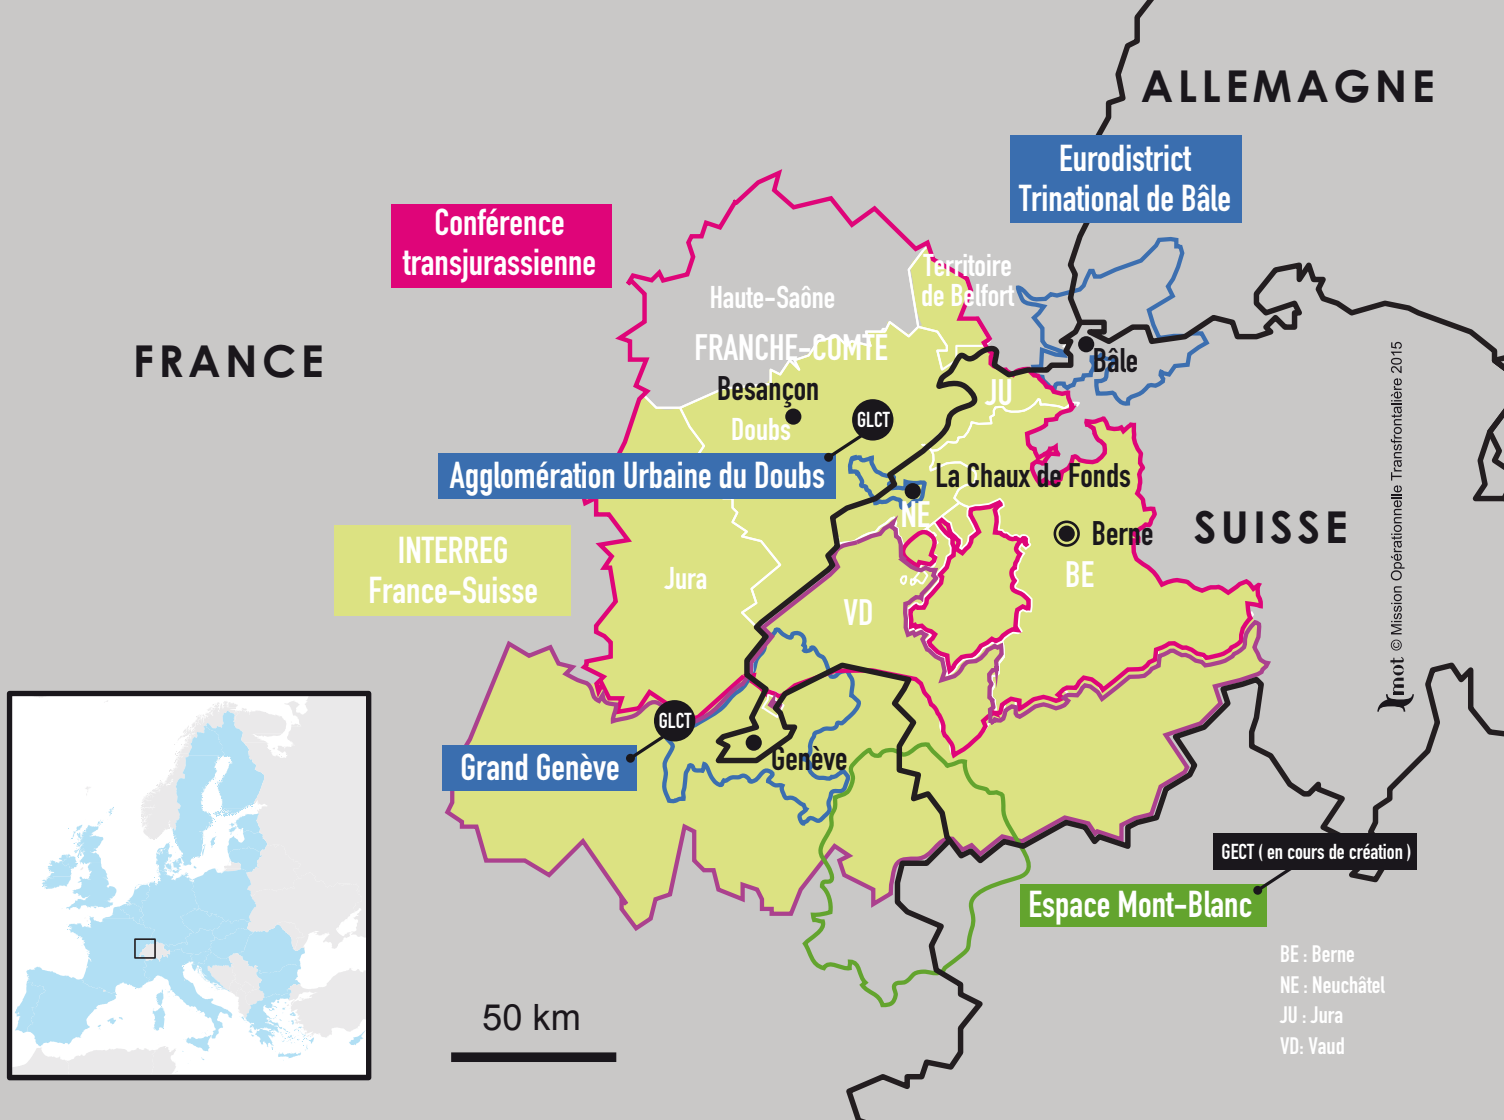 ALLEMAGNE
Eurodistrict
Trinational de Bâle
Conférence
transjurassienne
Territoire
de Belfort
Haute-Saône
FRANCHE-COMTE
FRANCE
Bâle
Besançon
JU
Doubs
GLCT
Agglomération Urbaine du Doubs
La Chaux de Fonds
NE
SUISSE
Berne
INTERREG
France-Suisse
Jura
BE
VD
GLCT
Grand Genève
Genève
mot © Mission Opérationnelle Transfrontalière 2015
GECT ( en cours de création )
Espace Mont-Blanc
BE : Berne
NE : Neuchâtel
JU : Jura
VD: Vaud
50 km